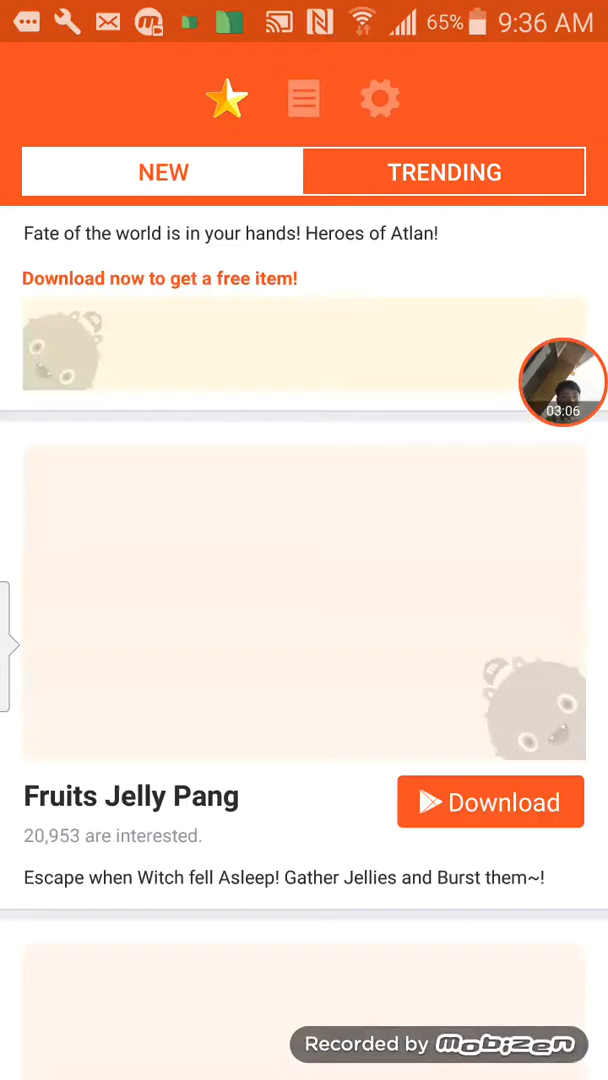 65% 9:36 AM
NEW
TRENDING
Fate of the world is in your hands! Heroes of Atlan!
Download now to get a free item!
03:06
Fruits Jelly Pang
Download
20,953 are interested.
Escape when Witch fell Asleep! Gather Jellies and Burst them~!
Recorded by mobizen